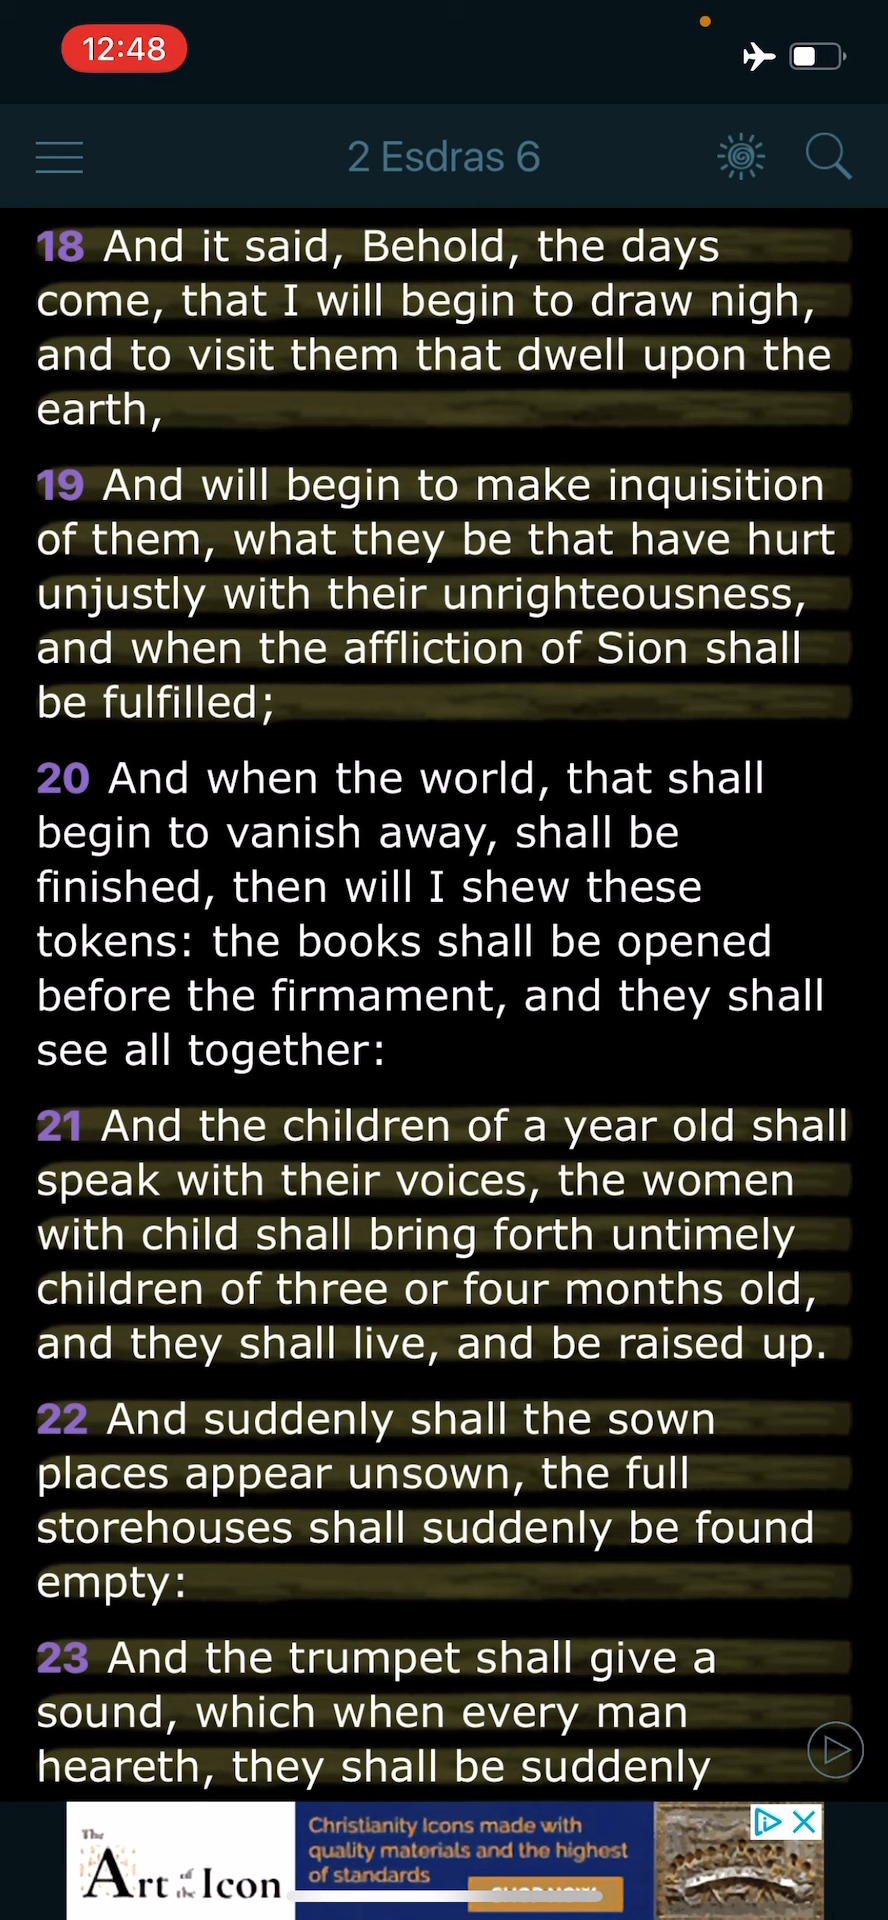 12:48
2 Esdras 6
18 And it said, Behold, the days
come, that I will begin to draw nigh,
and to visit them that dwell upon the
earth,
19 And will begin to make inquisition
of them, what they be that have hurt
unjustly with their unrighteousness,
and when the affliction of Sion shall
be fulfilled;
20 And when the world, that shall
begin to vanish away, shall be
finished, then will I shew these
tokens: the books shall be opened
before the firmament, and they shall
see all together:
21 And the children of a year old shall
speak with their voices, the women
with child shall bring forth untimely
children of three or four months old,
and they shall live, and be raised up.
22 And suddenly shall the sown
places appear unsown, the full
storehouses shall suddenly be found
empty:
23 And the trumpet shall give a
sound, which when every man
heareth, they shall be suddenly
The
Art of the Icon
Christianity Icons made with
quality materials and the highest
of standards